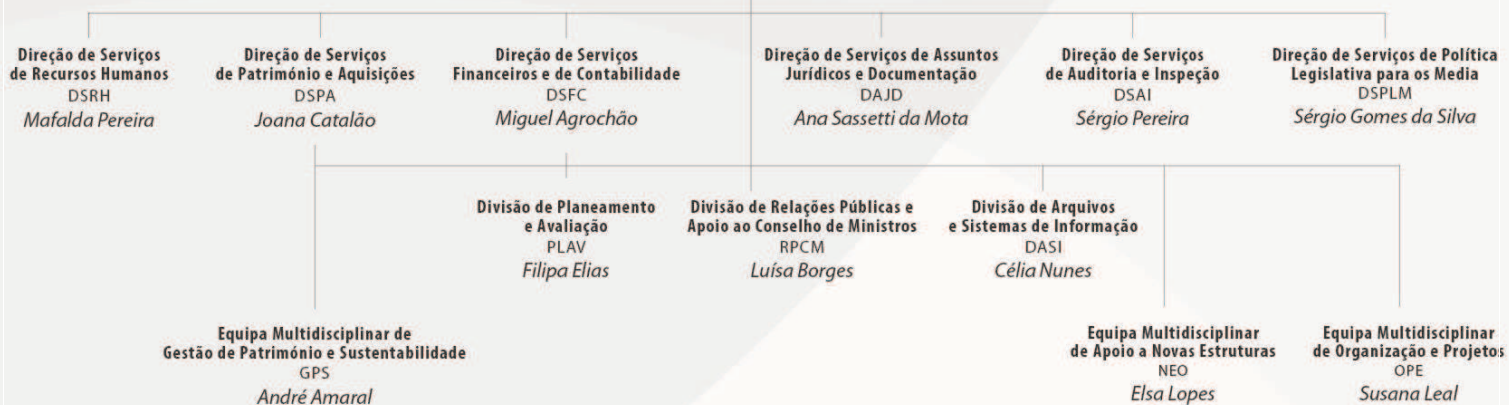 Direção de Serviços
de Recursos Humanos
DSRH
Mafalda Pereira
Direção de Serviços
de Património e Aquisições
DSPA
Joana Catalão
Direção de Serviços
Financeiros e de Contabilidade
DSFC
Miguel Agrochão
Direção de Serviços de Assuntos
Jurídicos e Documentação
DAJD
Ana Sassetti da Mota
Direção de Serviços
de Auditoria e Inspeção
DSAI
Sérgio Pereira
Direção de Serviços de Política
Legislativa para os Media
DSPLM
Sérgio Gomes da Silva
Divisão de Planeamento
e Avaliação
PLAV
Filipa Elias
Divisão de Relações Públicas e
Apoio ao Conselho de Ministros
RPCM
Luísa Borges
Divisão de Arquivos
e Sistemas de Informação
DASI
Célia Nunes
Equipa Multidisciplinar de
Gestão de Património e Sustentabilidade
GPS
André Amaral
Equipa Multidisciplinar
de Apoio a Novas Estruturas
NEO
Elsa Lopes
Equipa Multidisciplinar
de Organização e Projetos
OPE
Susana Leal